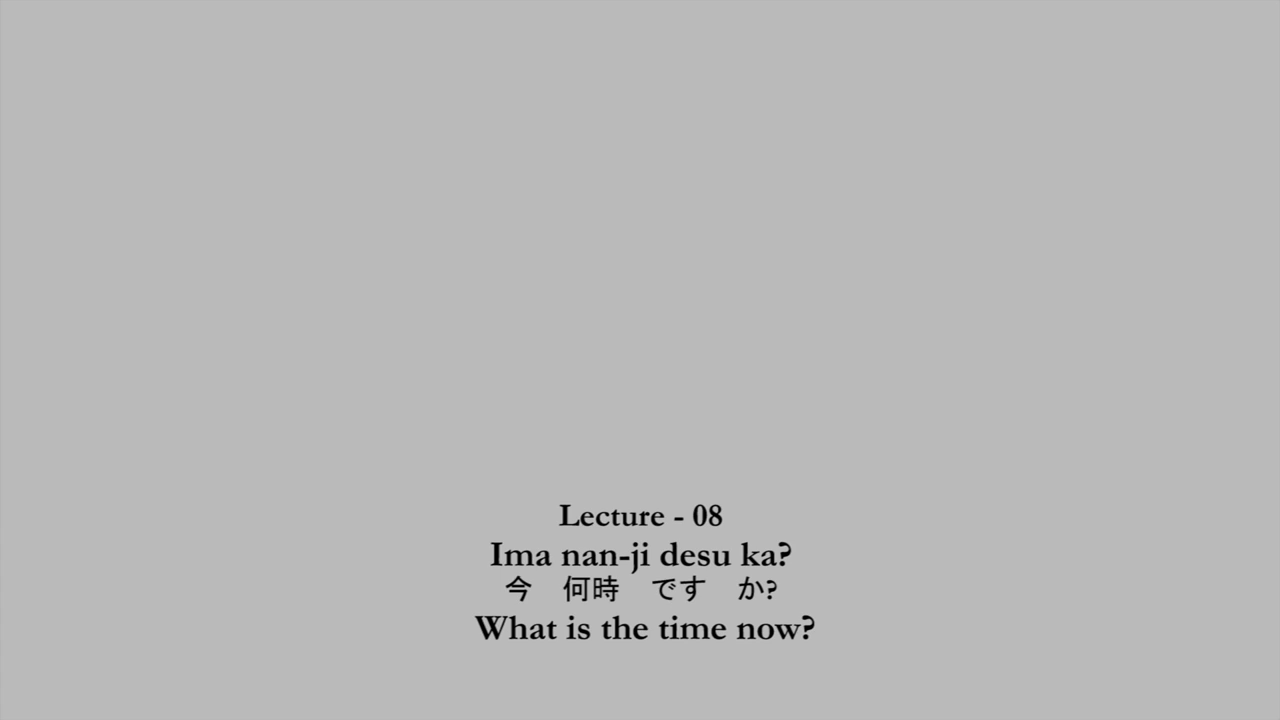 Lecture - 08
Ima nan-ji desu ka?
今　何時　です　か?
What is the time now?